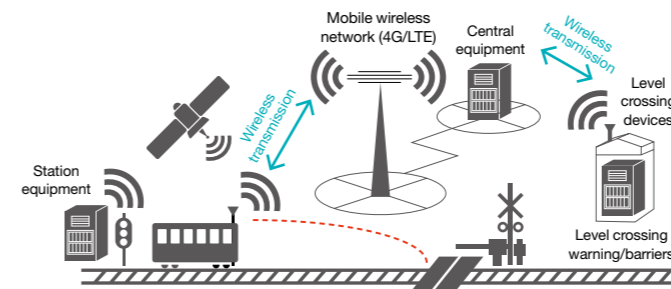 Mobile wireless
network (4G/LTE)
Central
equipment
Wireless
transmission
Level
crossing
devices
Wireless
transmission
Station
equipment
Level crossing
warning/barriers